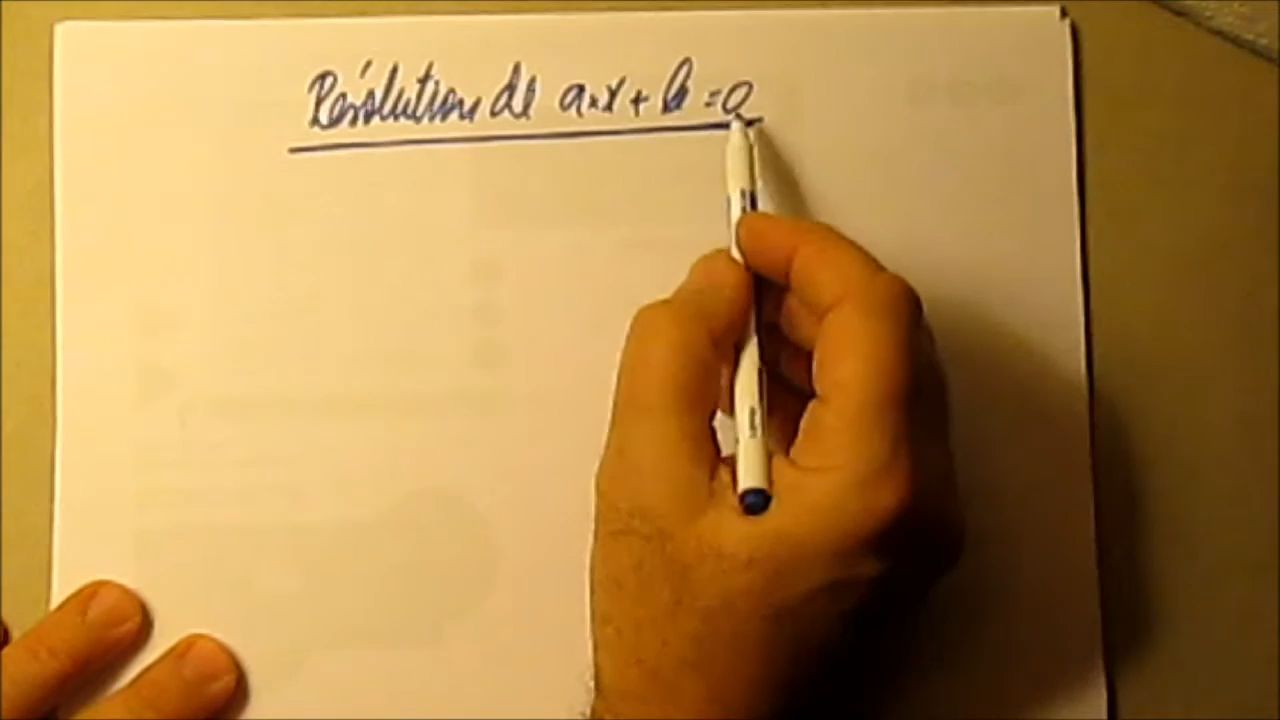 Résolution de a.x + b = 0